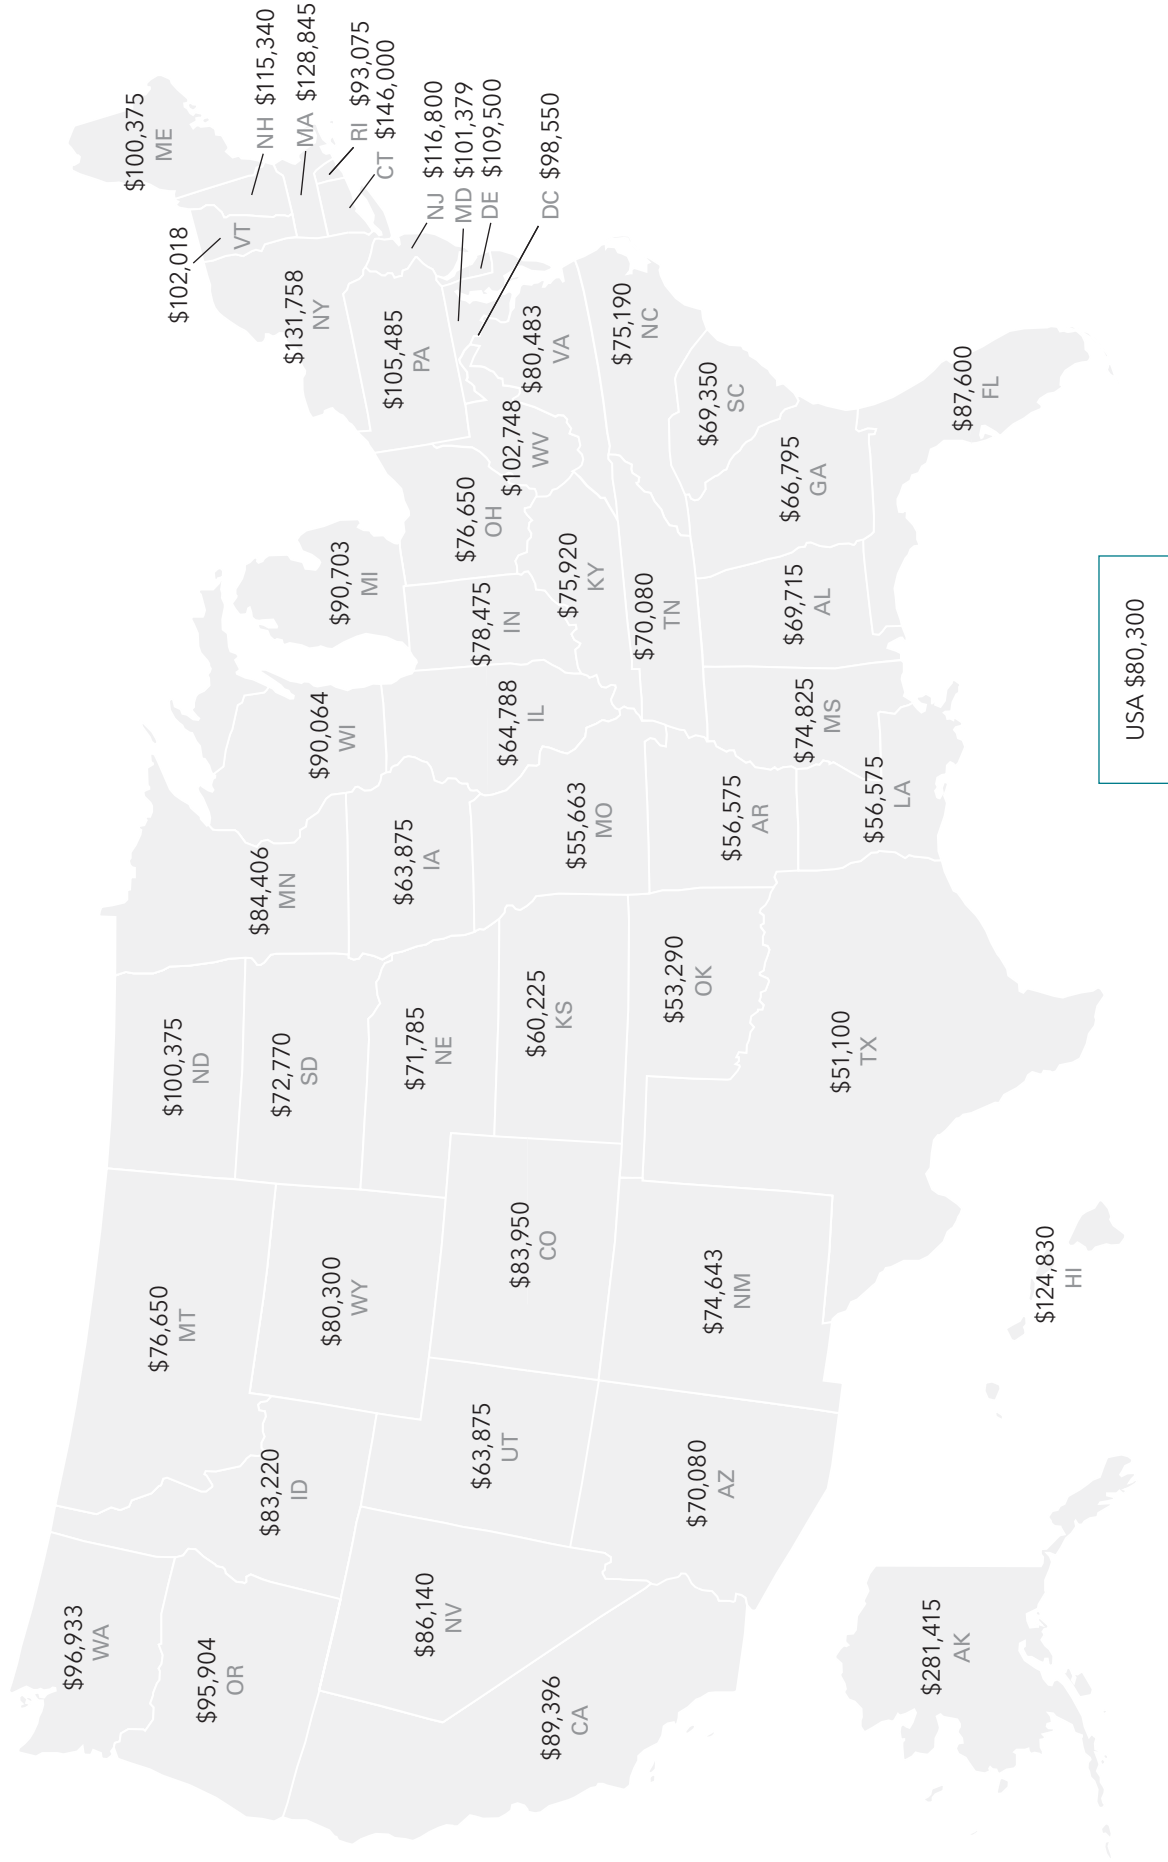 $96,933
WA
$95,904
OR
$89,396
CA
$86,140
NV
$83,220
ID
$76,650
MT
$80,300
WY
$63,875
UT
$70,080
AZ
$83,950
CO
$74,643
NM
$100,375
ND
$72,770
SD
$71,785
NE
$60,225
KS
$53,290
OK
$51,100
TX
$84,406
MN
$63,875
IA
$55,663
MO
$56,575
AR
$56,575
LA
$90,064
WI
$64,788
IL
$74,825
MS
$90,703
MI
$78,475
IN
$76,650
OH
$75,920
KY
$70,080
TN
$69,715
AL
$66,795
GA
$87,600
FL
$69,350
SC
$75,190
NC
$80,483
VA
$102,748
WV
$105,485
PA
$131,758
NY
$102,018
VT
$100,375
ME
NH $115,340
MA $128,845
RI $93,075
CT $146,000
NJ $116,800
MD $101,379
DE $109,500
DC $98,550
$281,415
AK
$124,830
HI
USA $80,300